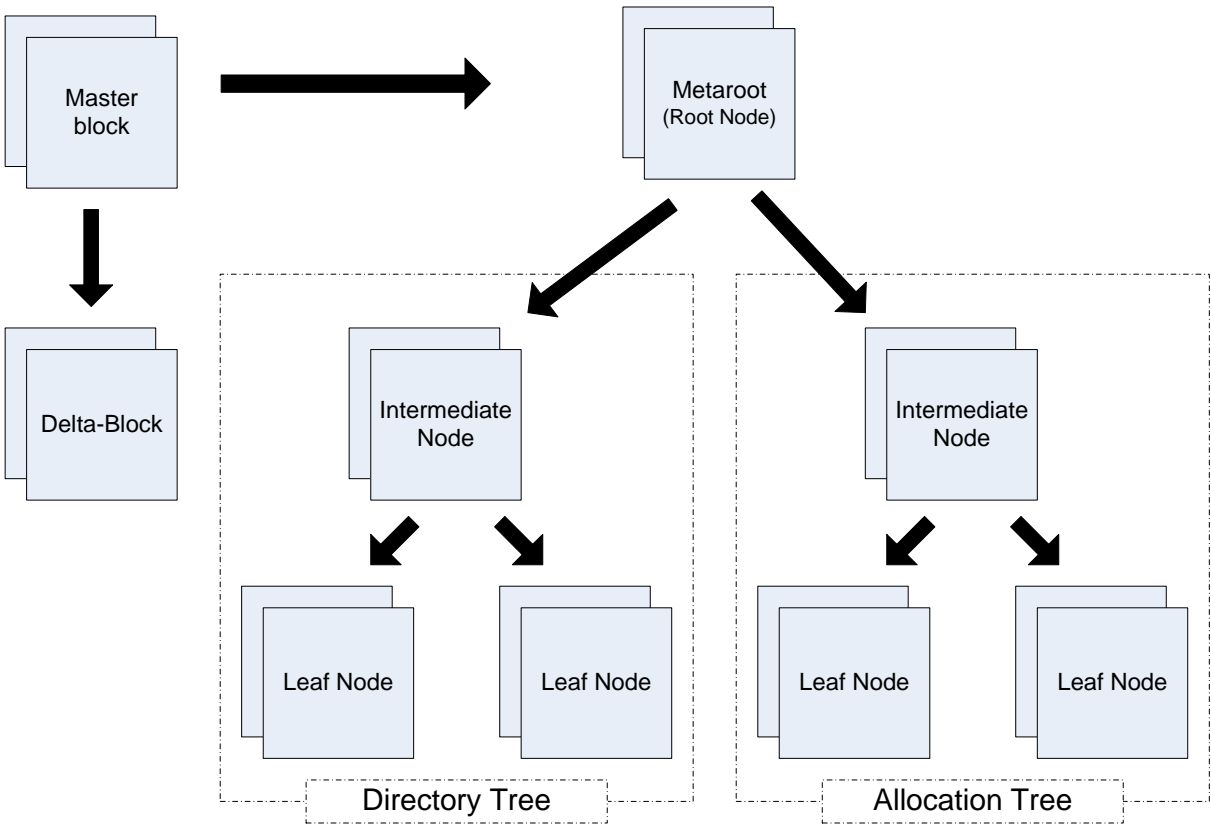 Master
block
Metaroot
(Root Node)
Delta-Block
Intermediate
Node
Intermediate
Node
Leaf Node
Leaf Node
Leaf Node
Leaf Node
Directory Tree
Allocation Tree